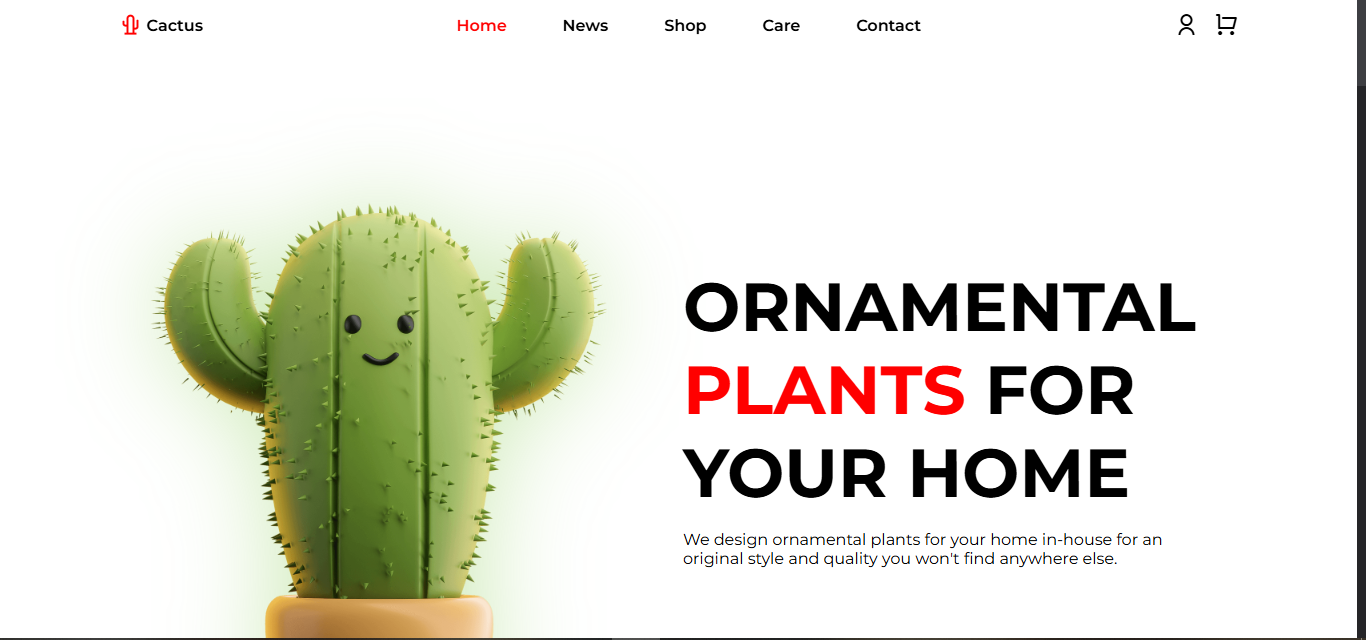 Cactus
Home News Shop Care Contact
ORNAMENTAL
PLANTS FOR
YOUR HOME
We design ornamental plants for your home in-house for an
original style and quality you won't find anywhere else.